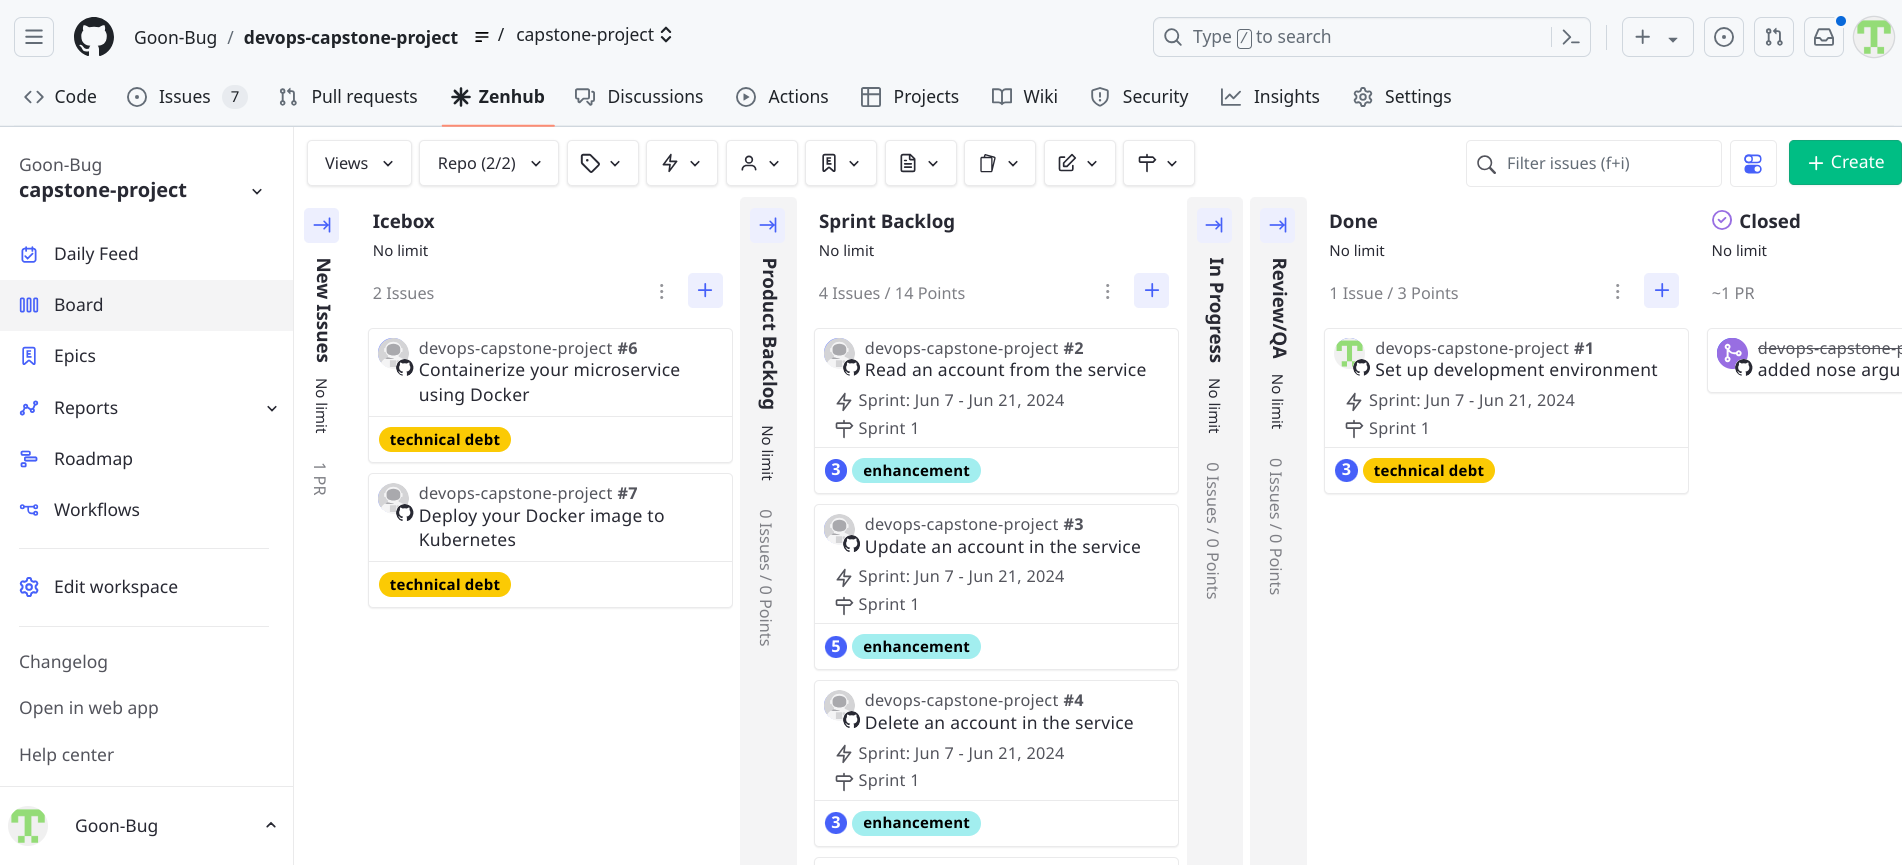 Goon-Bug / devops-capstone-project / capstone-project
Type / to search
Code
Issues 7
Pull requests
Zenhub
Discussions
Actions
Projects
Wiki
Security
Insights
Settings
Goon-Bug
capstone-project
Daily Feed
Board
Epics
Reports
Roadmap
Workflows
Edit workspace
Changelog
Open in web app
Help center
Goon-Bug
Views
Repo (2/2)
Filter issues (f+i)
+ Create
New Issues No limit 1 PR
Icebox
No limit
2 Issues
devops-capstone-project #6
Containerize your microservice
using Docker
technical debt
devops-capstone-project #7
Deploy your Docker image to
Kubernetes
technical debt
Product Backlog No limit 0 Issues / 0 Points
Sprint Backlog
No limit
4 Issues / 14 Points
devops-capstone-project #2
Read an account from the service
Sprint: Jun 7 - Jun 21, 2024
Sprint 1
3 enhancement
devops-capstone-project #3
Update an account in the service
Sprint: Jun 7 - Jun 21, 2024
Sprint 1
5 enhancement
devops-capstone-project #4
Delete an account in the service
Sprint: Jun 7 - Jun 21, 2024
Sprint 1
3 enhancement
In Progress No limit 0 Issues / 0 Points
Review/QA No limit 0 Issues / 0 Points
Done
No limit
1 Issue / 3 Points
devops-capstone-project #1
Set up development environment
Sprint: Jun 7 - Jun 21, 2024
Sprint 1
3 technical debt
Closed
No limit
~1 PR
devops-capstone-p
added nose argu